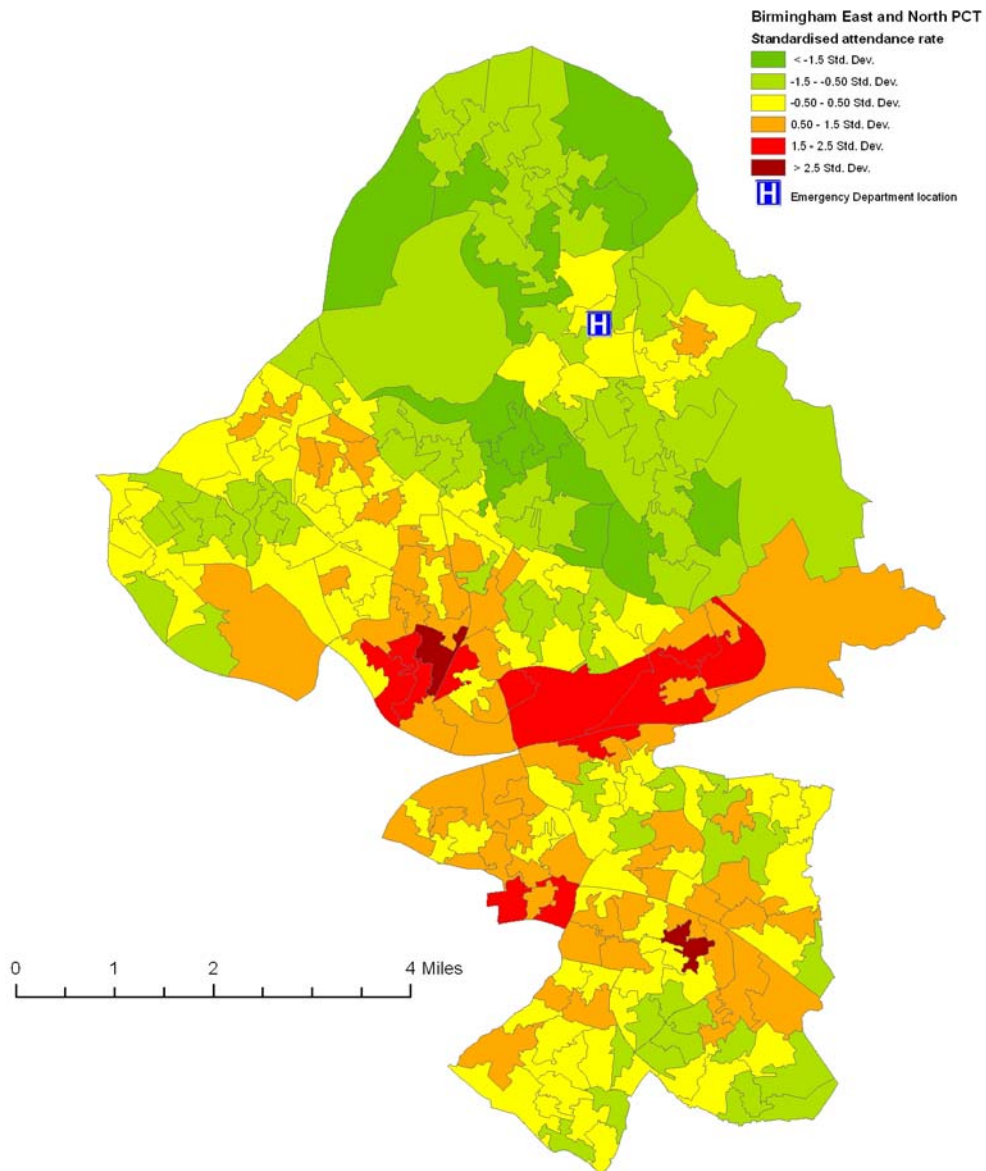 Birmingham East and North PCT
Standardised attendance rate
< -1.5 Std. Dev.
-1.5 - -0.50 Std. Dev.
-0.50 - 0.50 Std. Dev.
0.50 - 1.5 Std. Dev.
1.5 - 2.5 Std. Dev.
> 2.5 Std. Dev.
H Emergency Department location
H
0 1 2 4 Miles